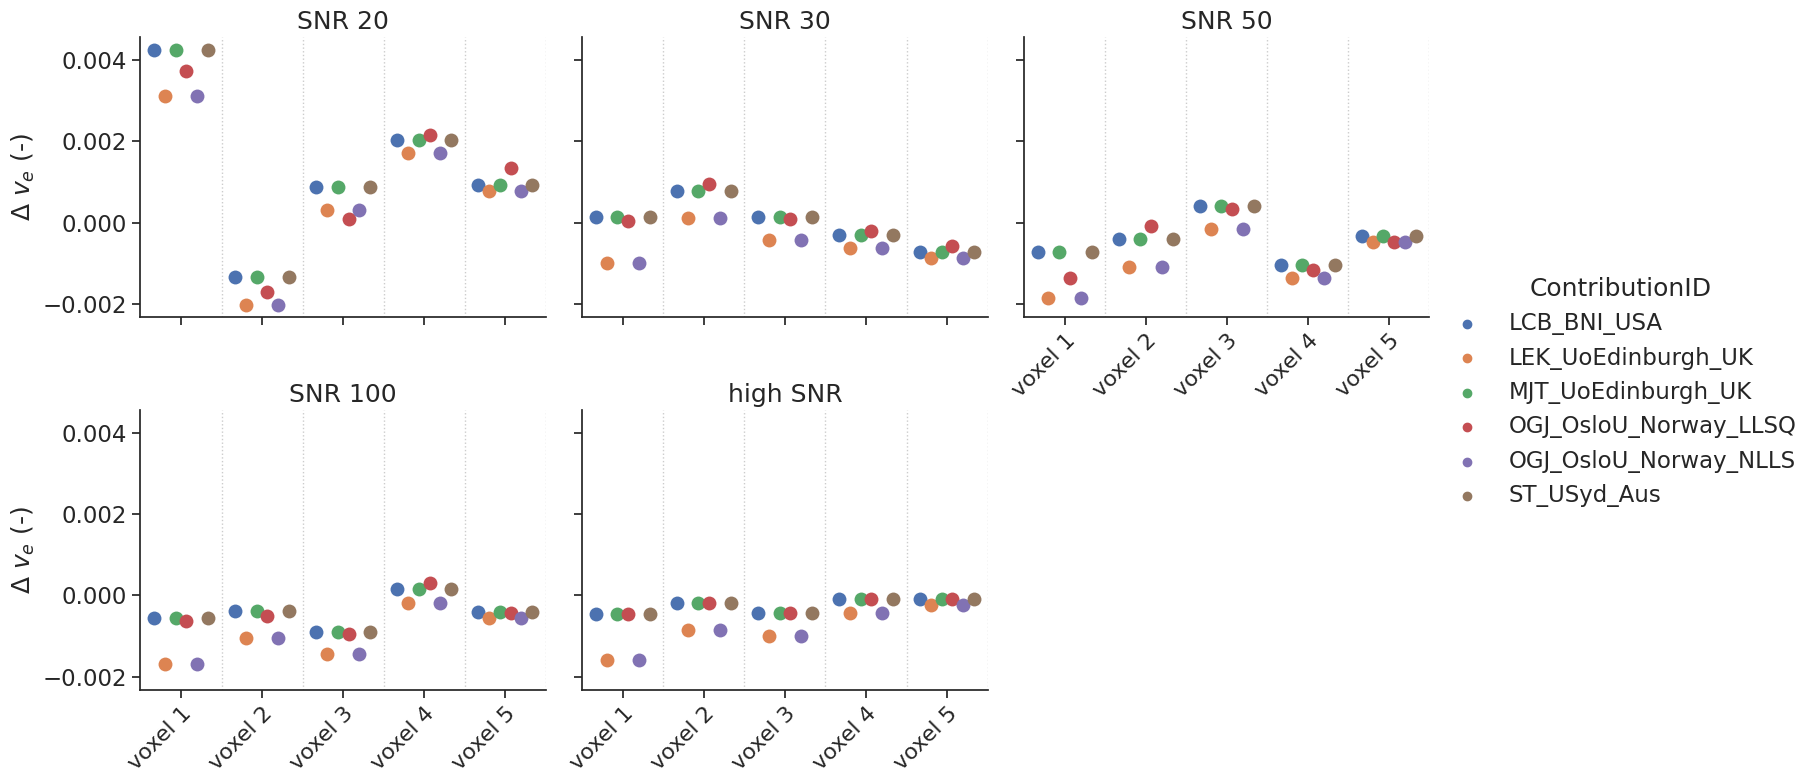 SNR 20
SNR 30
SNR 50
0.004
0.002
0.000
−0.002
Δ vₑ (-)
voxel 1
voxel 2
voxel 3
voxel 4
voxel 5
SNR 100
high SNR
0.004
0.002
0.000
−0.002
Δ vₑ (-)
voxel 1
voxel 2
voxel 3
voxel 4
voxel 5
voxel 1
voxel 2
voxel 3
voxel 4
voxel 5
ContributionID
LCB_BNI_USA
LEK_UoEdinburgh_UK
MJT_UoEdinburgh_UK
OGJ_OsloU_Norway_LLSQ
OGJ_OsloU_Norway_NLLS
ST_USyd_Aus